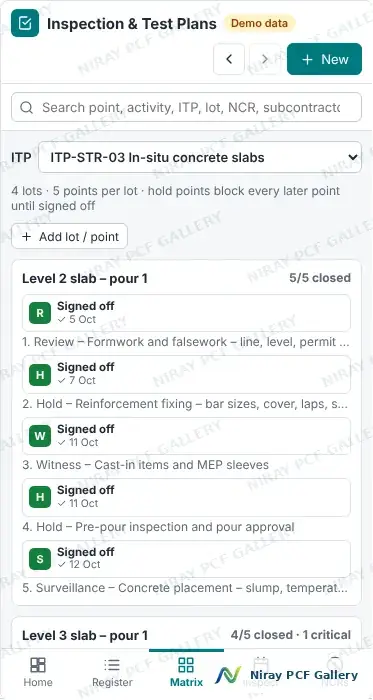 Inspection & Test Plans Demo data
+ New
Search point, activity, ITP, lot, NCR, subcontracto
ITP ITP-STR-03 In-situ concrete slabs
4 lots · 5 points per lot · hold points block every later point
until signed off
+ Add lot / point
Level 2 slab – pour 1 5/5 closed
R Signed off
✓ 5 Oct
1. Review – Formwork and falsework – line, level, permit ...
H Signed off
✓ 7 Oct
2. Hold – Reinforcement fixing – bar sizes, cover, laps, s...
W Signed off
✓ 11 Oct
3. Witness – Cast-in items and MEP sleeves
H Signed off
✓ 11 Oct
4. Hold – Pre-pour inspection and pour approval
S Signed off
✓ 12 Oct
5. Surveillance – Concrete placement – slump, temperat...
Level 3 slab – pour 1 4/5 closed · 1 critical
Home Register Matrix
Niray PCF Gallery
NIRAY PCF GALLERY